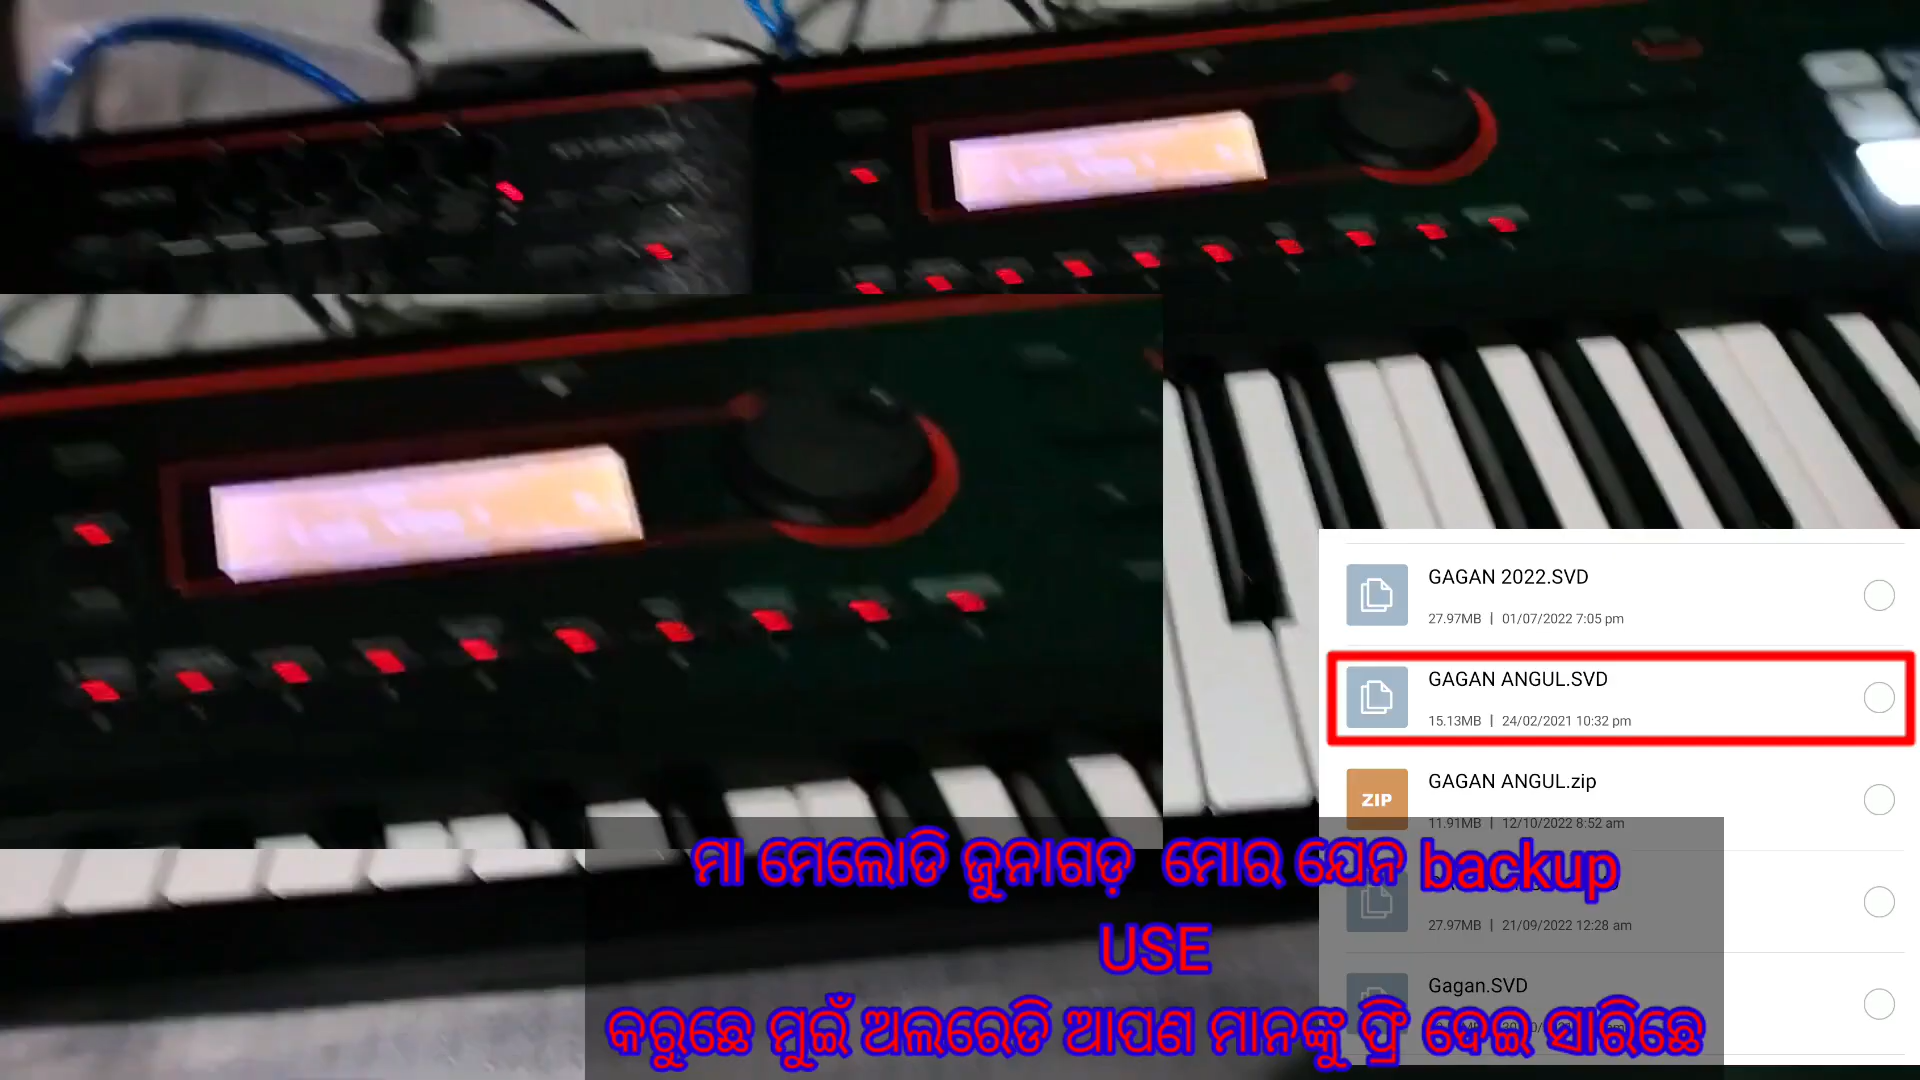 GAGAN 2022.SVD
27.97MB | 01/07/2022 7:05 pm
GAGAN ANGUL.SVD
15.13MB | 24/02/2021 10:32 pm
ZIP
GAGAN ANGUL.zip
11.91MB | 12/10/2022 8:52 am
27.97MB | 21/09/2022 12:28 am
Gagan.SVD
ମା ମେଲୋଡି ଜୁନାଗଡ଼ ମୋର ଯେନ backup
USE
କରୁଛେ ମୁଇଁ ଅଲରେଡି ଆପଣ ମାନଙ୍କୁ ଫ୍ରି ଦେଇ ସାରିଛେ